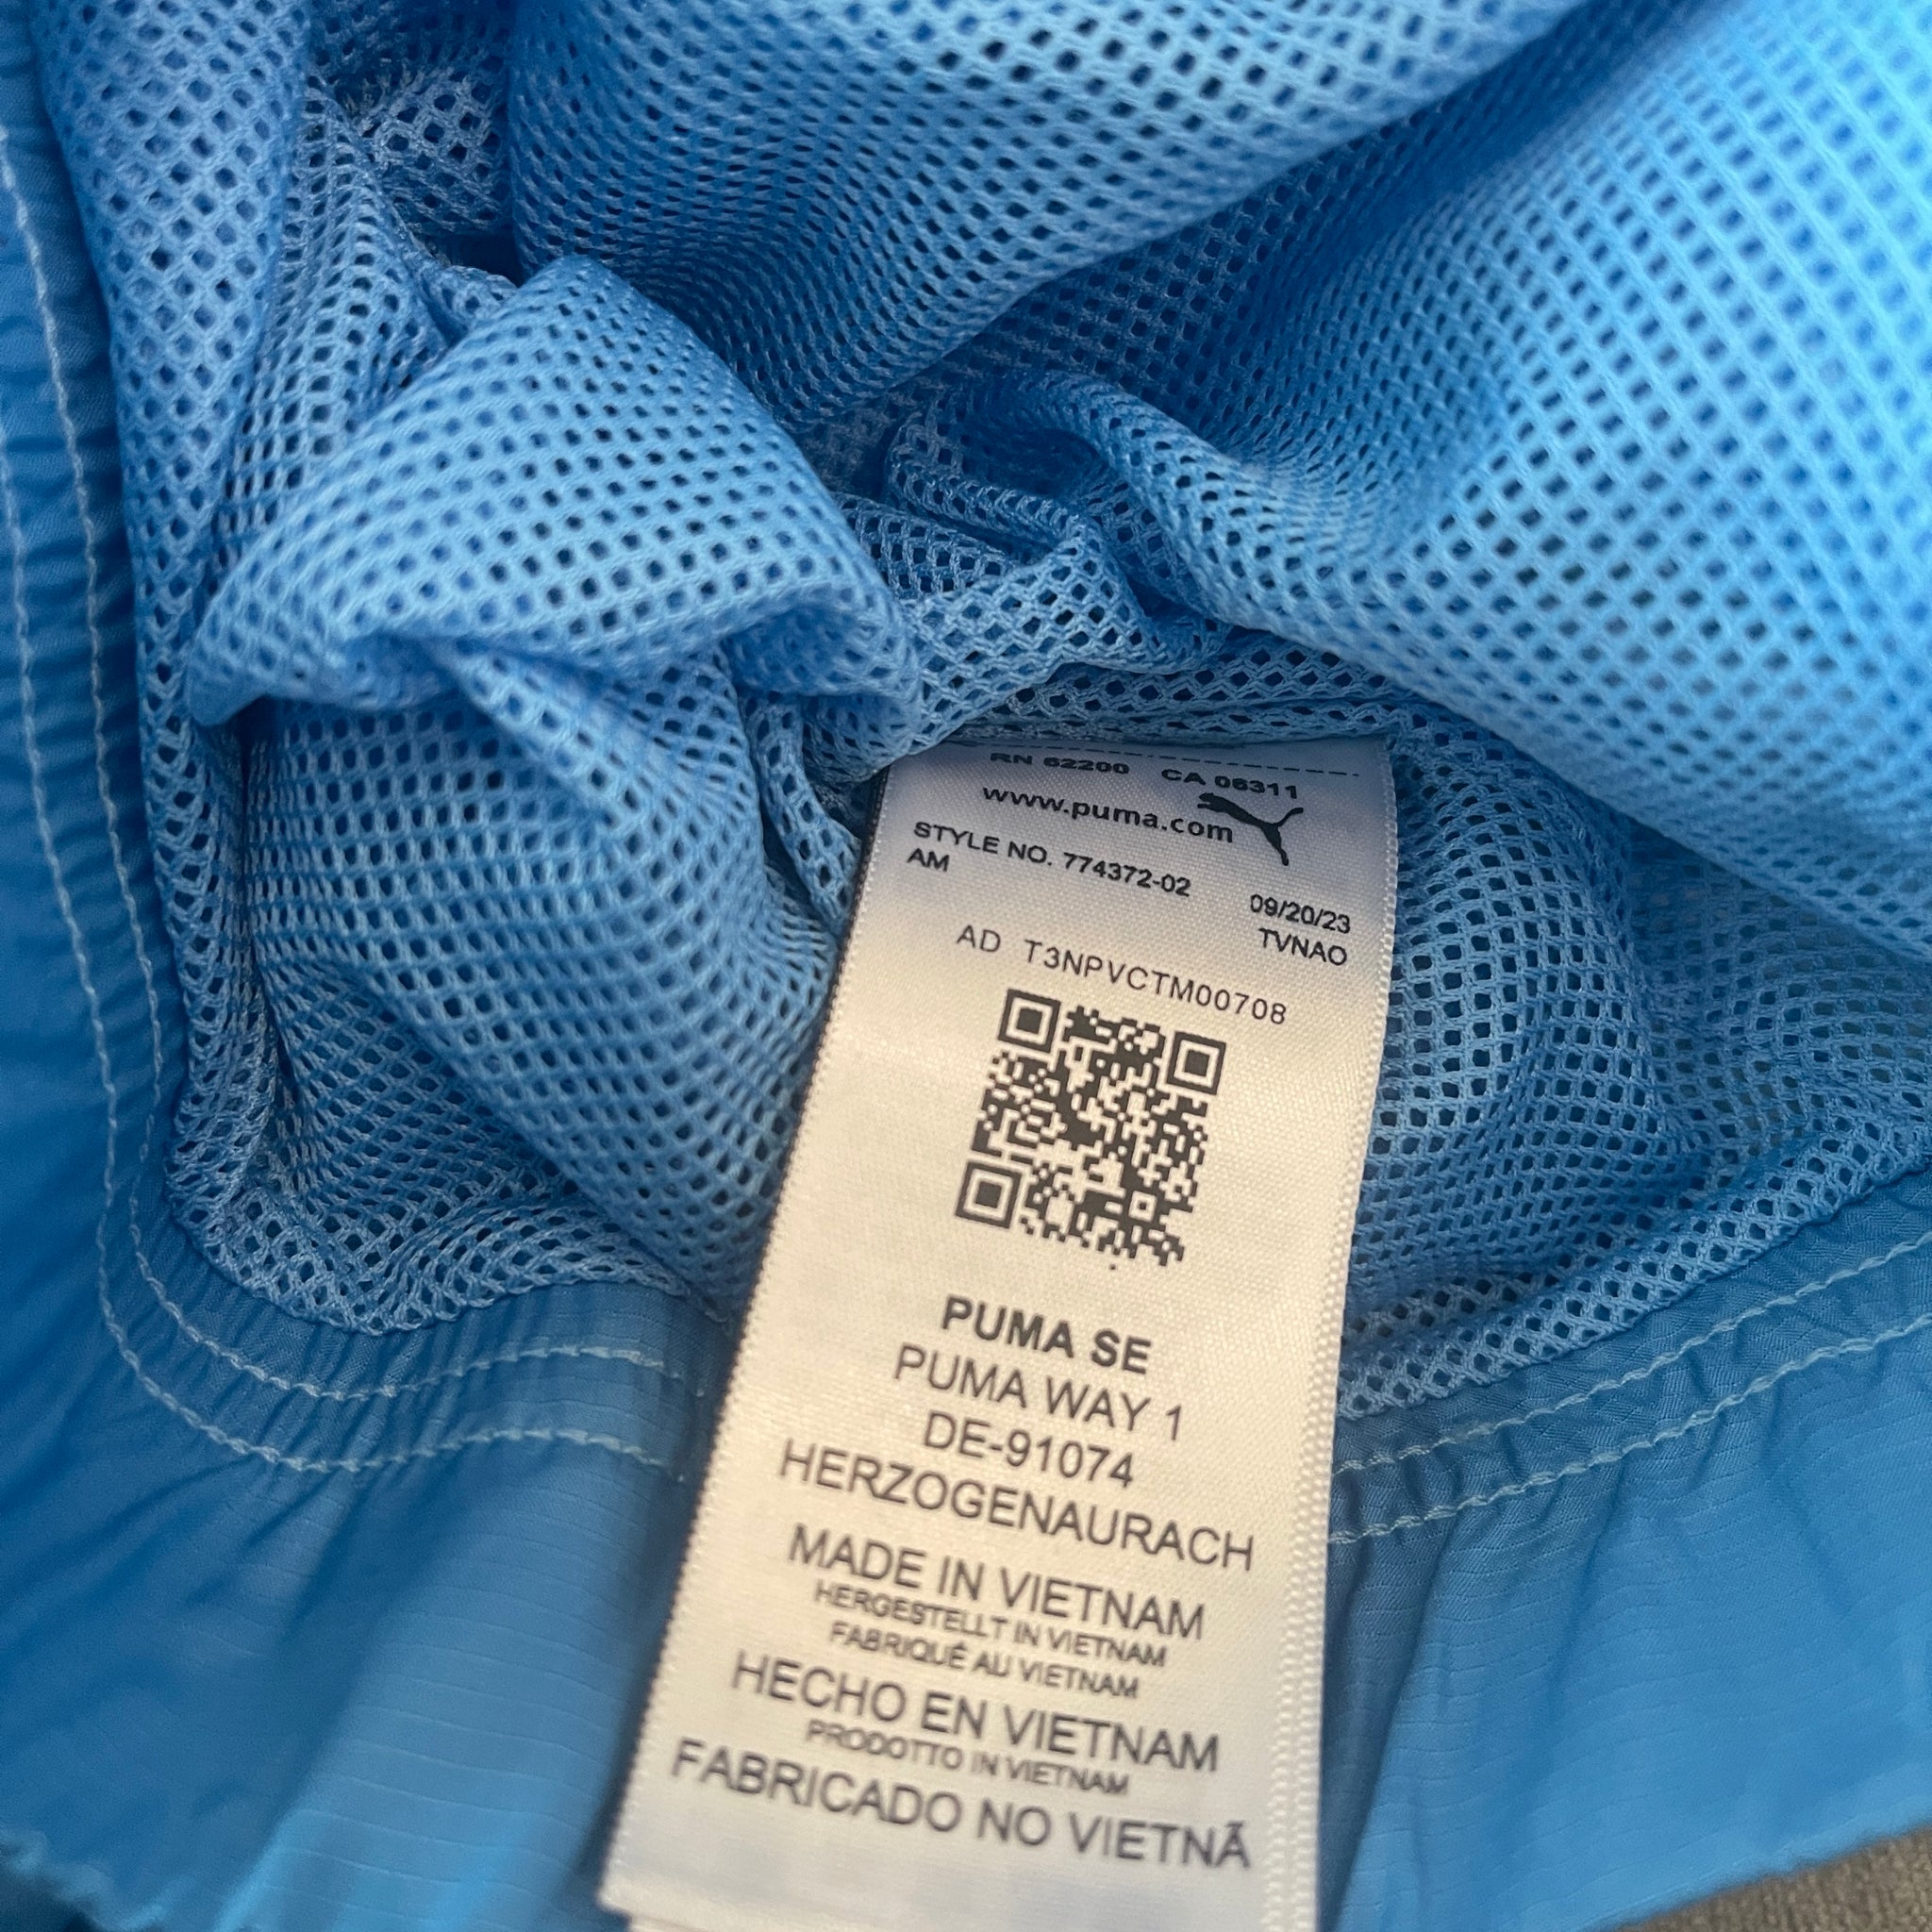 RN 62200 CA 06311
www.puma.com
STYLE NO. 774372-02 09/20/23
AM TVNAO
AD T3NPVCTM00708
PUMA SE
PUMA WAY 1
DE-91074
HERZOGENAURACH
MADE IN VIETNAM
HERGESTELLT IN VIETNAM
FABRIQUÉ AU VIETNAM
HECHO EN VIETNAM
PRODOTTO IN VIETNAM
FABRICADO NO VIETNÃ